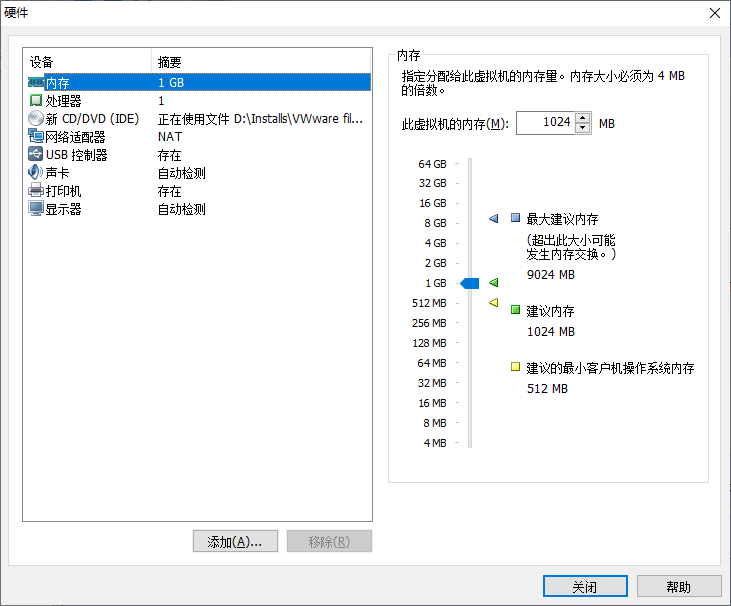 硬件
设备 摘要
内存 1 GB
处理器 1
新 CD/DVD (IDE) 正在使用文件 D:\Installs\VWware fil...
网络适配器 NAT
USB 控制器 存在
声卡 自动检测
打印机 存在
显示器 自动检测
添加(A)...
移除(R)
内存
指定分配给此虚拟机的内存量。内存大小必须为 4 MB
的倍数。
此虚拟机的内存(M): 1024 MB
64 GB
32 GB
16 GB
8 GB
4 GB
2 GB
1 GB
512 MB
256 MB
128 MB
64 MB
32 MB
16 MB
8 MB
4 MB
最大建议内存
(超出此大小可能
发生内存交换。)
9024 MB
建议内存
1024 MB
建议的最小客户机操作系统内存
512 MB
关闭
帮助